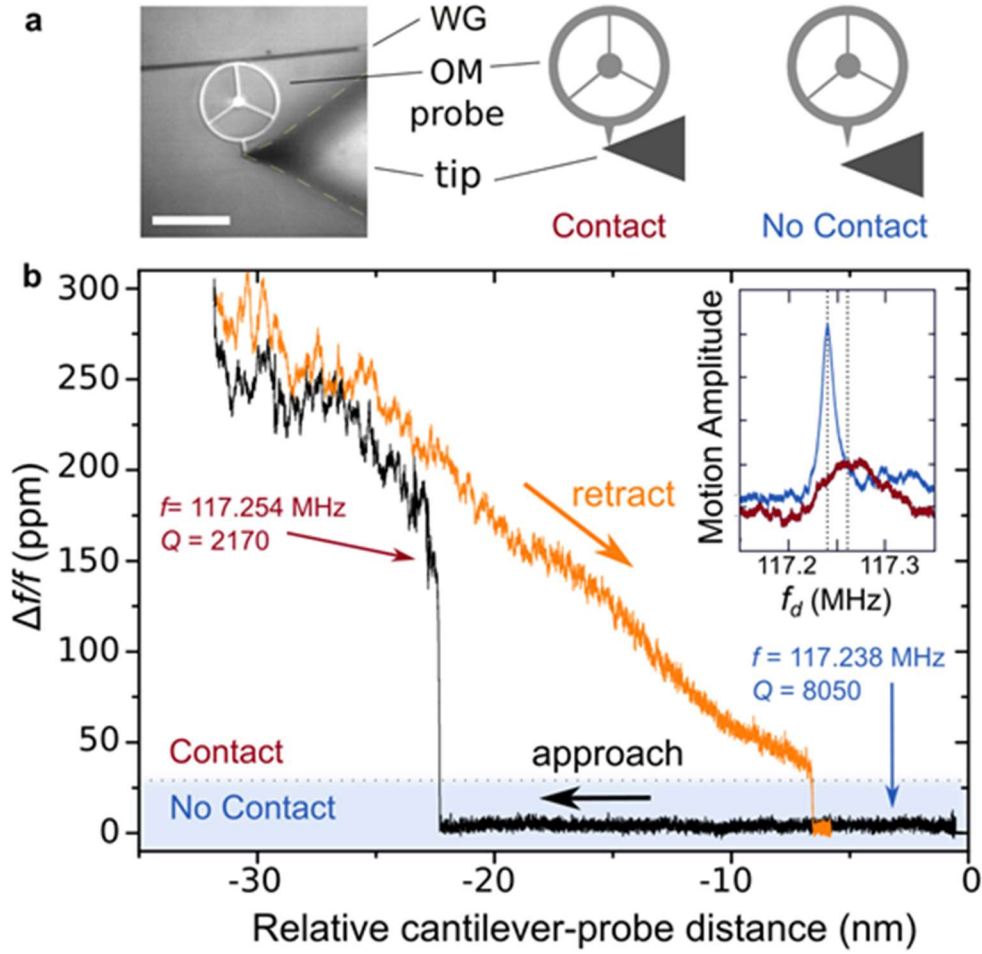 a
WG
OM
probe
tip
Contact
No Contact
b
300
250
200
150
100
50
0
Δf/f (ppm)
f= 117.254 MHz
Q = 2170
retract
Motion Amplitude
117.2
117.3
f_d (MHz)
f = 117.238 MHz
Q = 8050
Contact
approach
No Contact
-30
-20
-10
0
Relative cantilever-probe distance (nm)